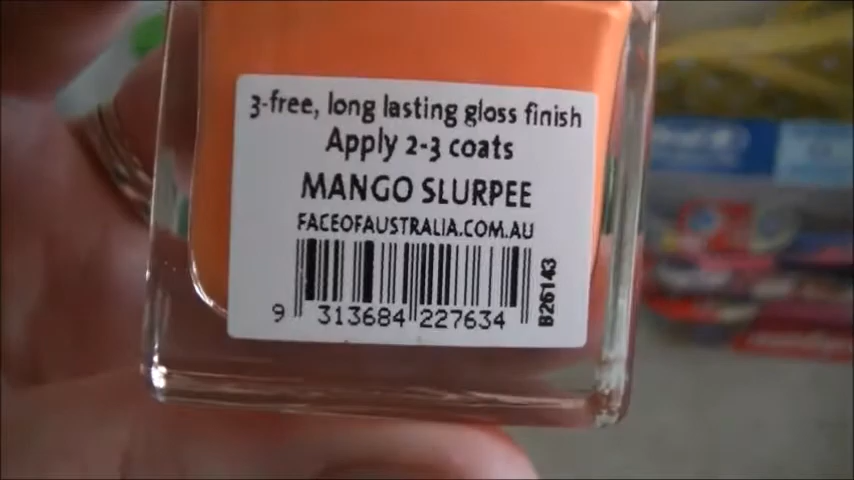 3-free, long lasting gloss finish
Apply 2-3 coats
MANGO SLURPEE
FACEOFAUSTRALIA.COM.AU
B26143
9 313684 227634